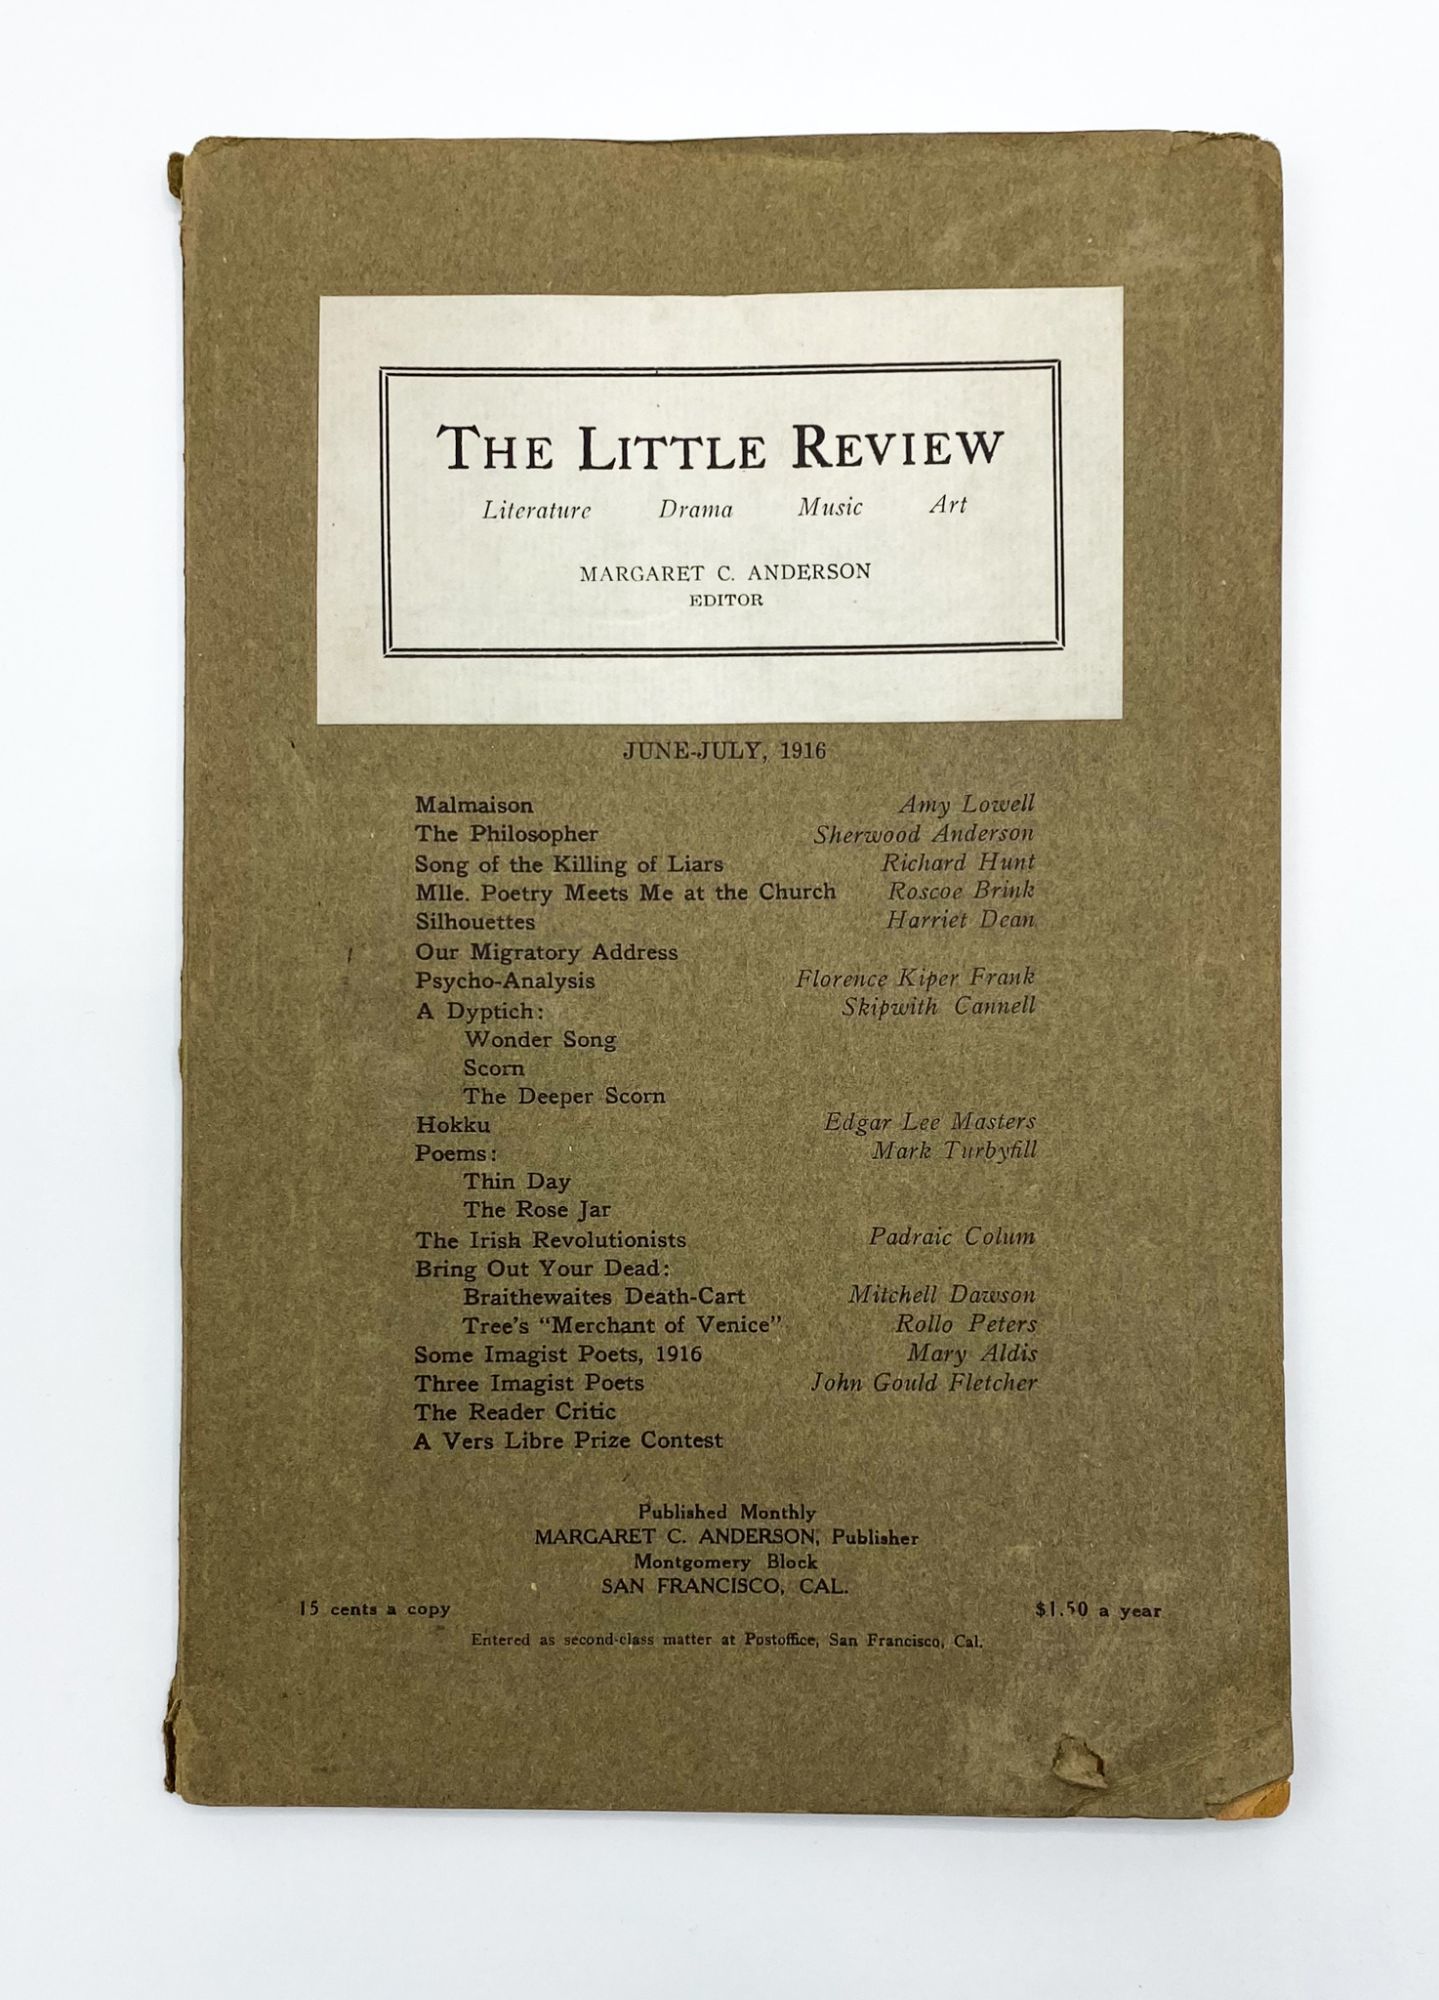 THE LITTLE REVIEW
Literature Drama Music Art
MARGARET C. ANDERSON
EDITOR
JUNE-JULY, 1916
Malmaison Amy Lowell
The Philosopher Sherwood Anderson
Song of the Killing of Liars Richard Hunt
Mlle. Poetry Meets Me at the Church Roscoe Brink
Silhouettes Harriet Dean
Our Migratory Address
Psycho-Analysis Florence Kiper Frank
A Dyptich: Skipwith Cannell
Wonder Song
Scorn
The Deeper Scorn
Hokku Edgar Lee Masters
Poems: Mark Turbyfill
Thin Day
The Rose Jar
The Irish Revolutionists Padraic Colum
Bring Out Your Dead:
Braithewaites Death-Cart Mitchell Dawson
Tree's "Merchant of Venice" Rollo Peters
Some Imagist Poets, 1916 Mary Aldis
Three Imagist Poets John Gould Fletcher
The Reader Critic
A Vers Libre Prize Contest
Published Monthly
MARGARET C. ANDERSON, Publisher
Montgomery Block
SAN FRANCISCO, CAL.
15 cents a copy $1.50 a year
Entered as second-class matter at Postoffice, San Francisco, Cal.